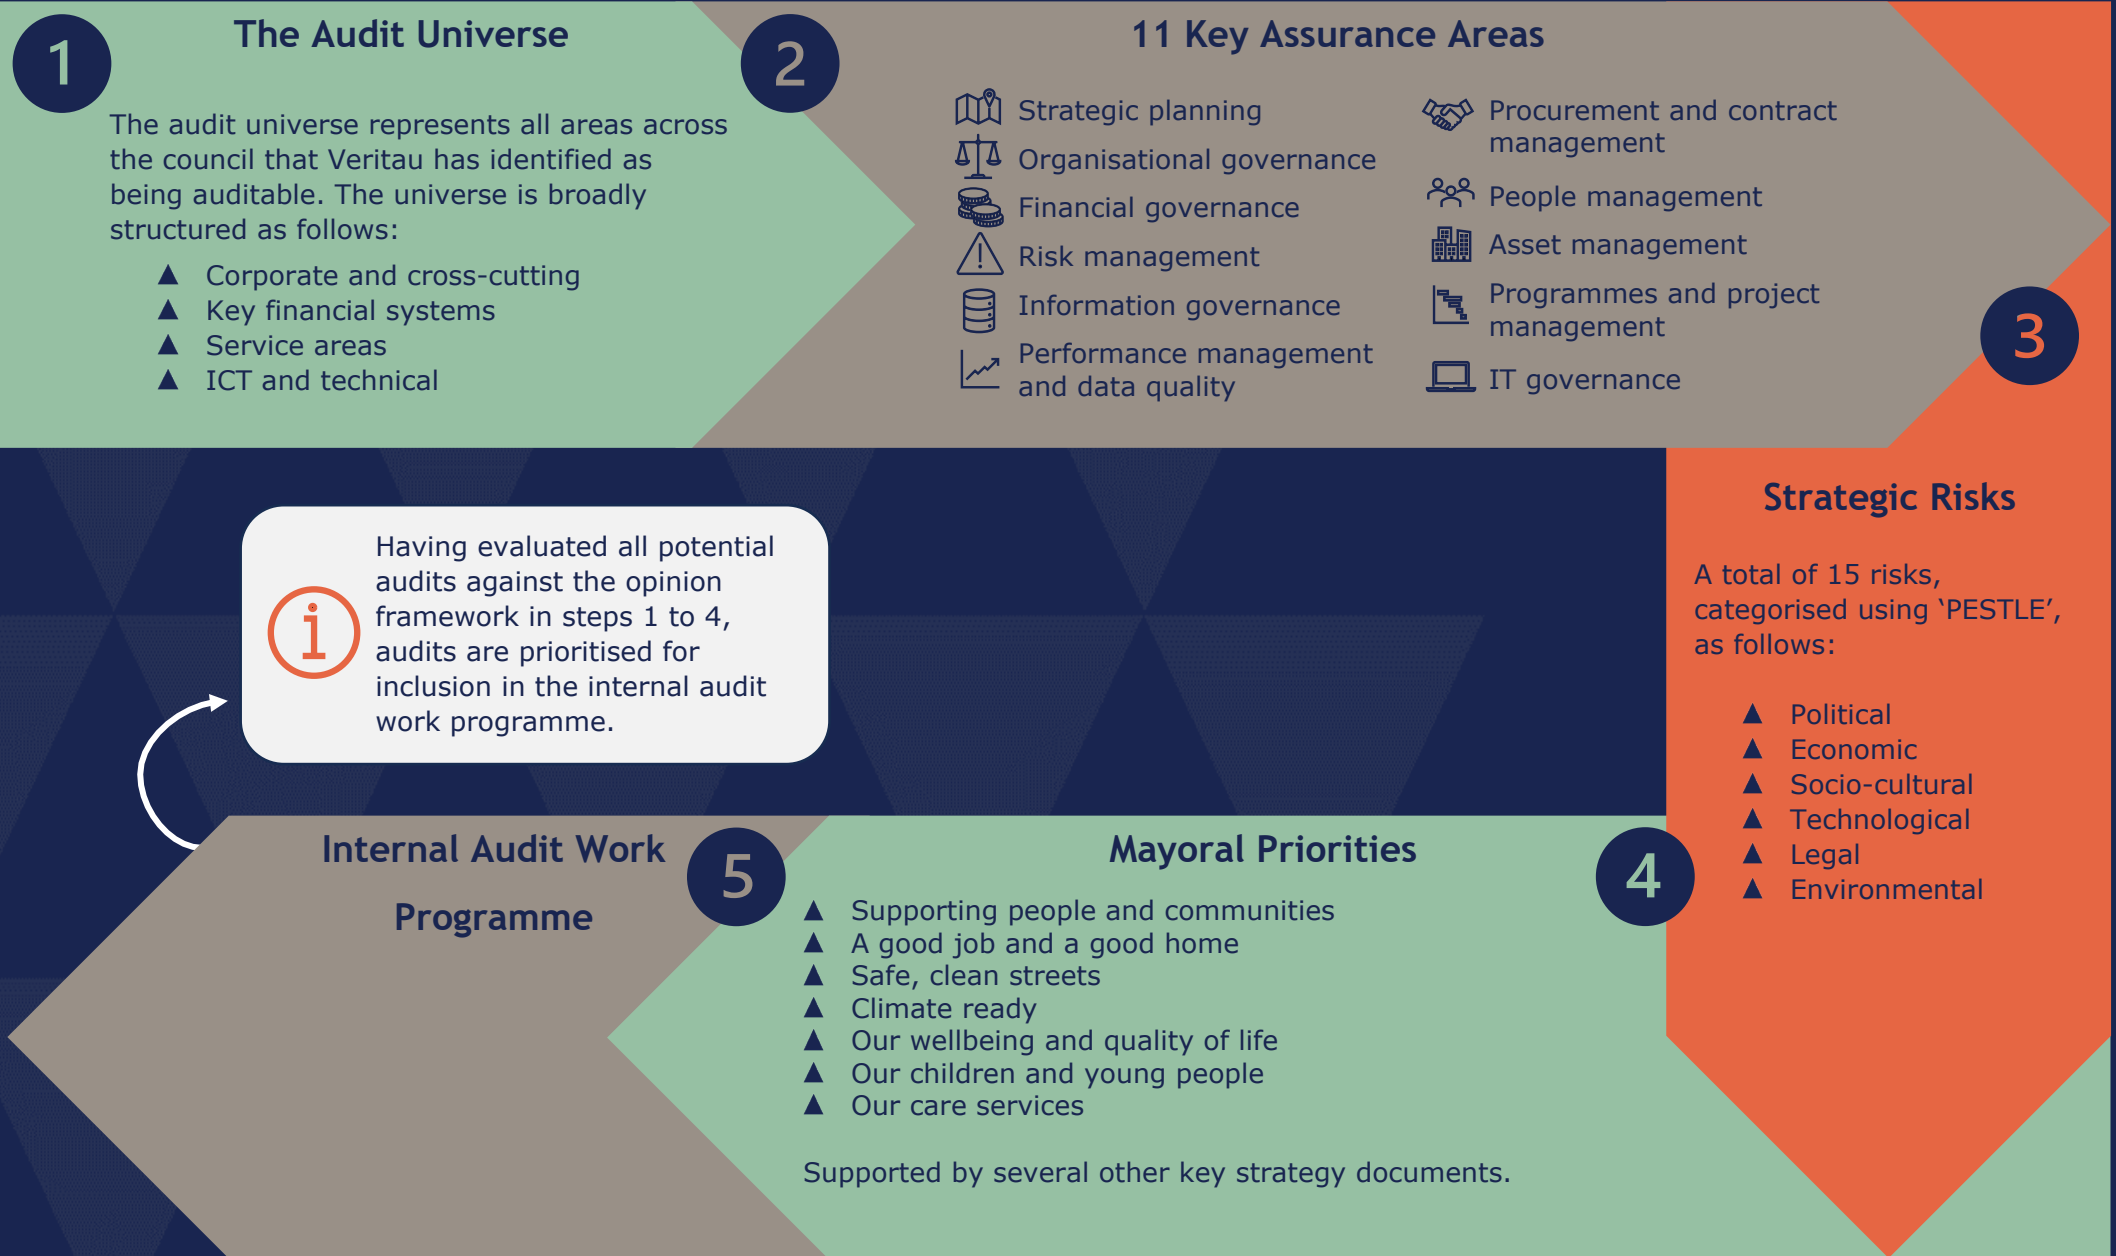 1
The Audit Universe
The audit universe represents all areas across
the council that Veritau has identified as
being auditable. The universe is broadly
structured as follows:
▲ Corporate and cross-cutting
▲ Key financial systems
▲ Service areas
▲ ICT and technical
2
11 Key Assurance Areas
Strategic planning
Organisational governance
Financial governance
Risk management
Information governance
Performance management
and data quality
Procurement and contract
management
People management
Asset management
Programmes and project
management
IT governance
3
Strategic Risks
A total of 15 risks,
categorised using ‘PESTLE’,
as follows:
▲ Political
▲ Economic
▲ Socio-cultural
▲ Technological
▲ Legal
▲ Environmental
4
Mayoral Priorities
▲ Supporting people and communities
▲ A good job and a good home
▲ Safe, clean streets
▲ Climate ready
▲ Our wellbeing and quality of life
▲ Our children and young people
▲ Our care services
Supported by several other key strategy documents.
5
Internal Audit Work
Programme
i
Having evaluated all potential
audits against the opinion
framework in steps 1 to 4,
audits are prioritised for
inclusion in the internal audit
work programme.